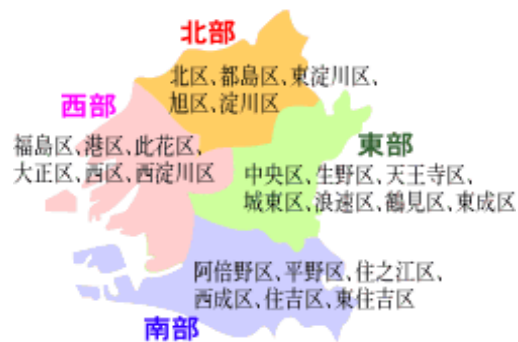 北部
北区、都島区、東淀川区、
旭区、淀川区
西部
福島区、港区、此花区、
大正区、西区、西淀川区
東部
中央区、生野区、天王寺区、
城東区、浪速区、鶴見区、東成区
阿倍野区、平野区、住之江区、
西成区、住吉区、東住吉区
南部